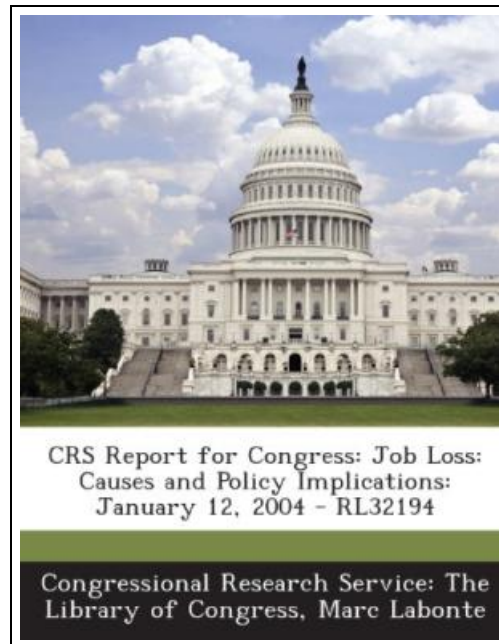 CRS Report for Congress: Job Loss:
Causes and Policy Implications:
January 12, 2004 - RL32194
Congressional Research Service: The
Library of Congress, Marc Labonte